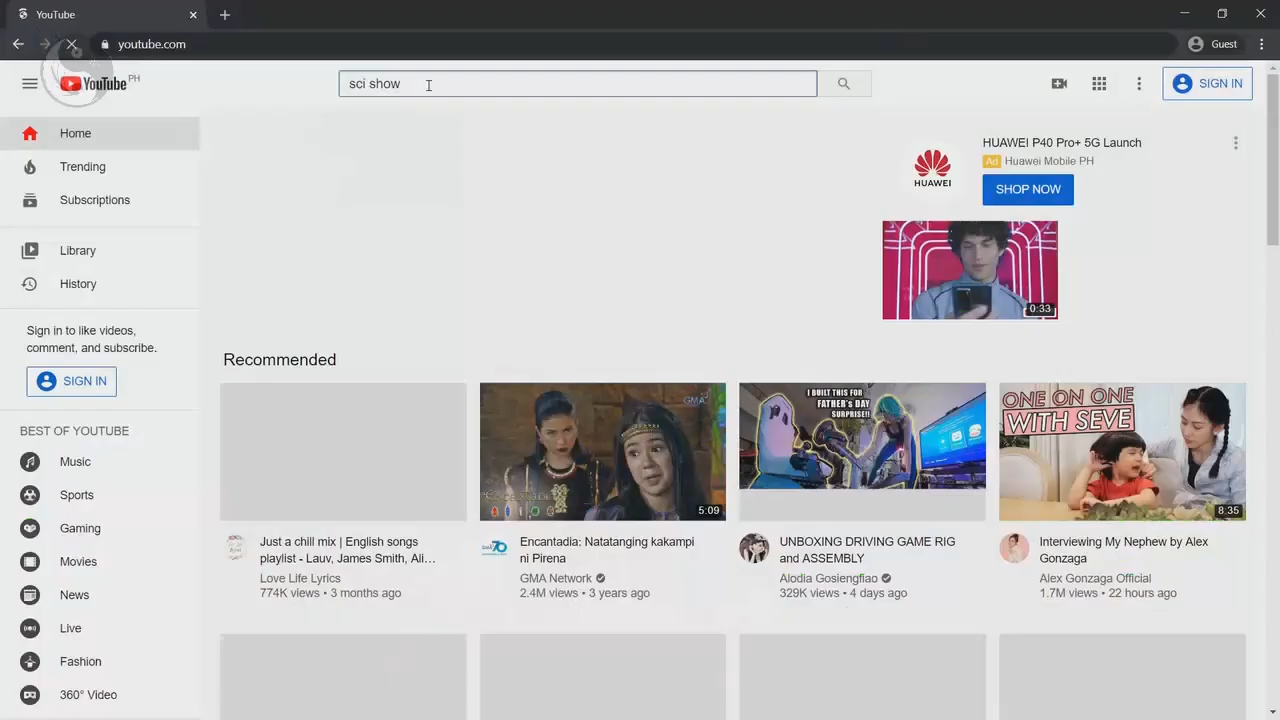 YouTube
youtube.com
Guest
YouTube PH
sci show
SIGN IN
Home
Trending
Subscriptions
Library
History
Sign in to like videos,
comment, and subscribe.
SIGN IN
BEST OF YOUTUBE
Music
Sports
Gaming
Movies
News
Live
Fashion
360° Video
HUAWEI
HUAWEI P40 Pro+ 5G Launch
Ad Huawei Mobile PH
SHOP NOW
0:33
Recommended
Just a chill mix | English songs
playlist - Lauv, James Smith, Ali...
Love Life Lyrics
774K views • 3 months ago
GMA
5:09
Encantadia: Natatanging kakampi
ni Pirena
GMA Network
2.4M views • 3 years ago
I BUILT THIS FOR
FATHER's DAY
SURPRISE!!
UNBOXING DRIVING GAME RIG
and ASSEMBLY
Alodia Gosiengfiao
329K views • 4 days ago
ONE ON ONE
WITH SEVE
8:35
Interviewing My Nephew by Alex
Gonzaga
Alex Gonzaga Official
1.7M views • 22 hours ago